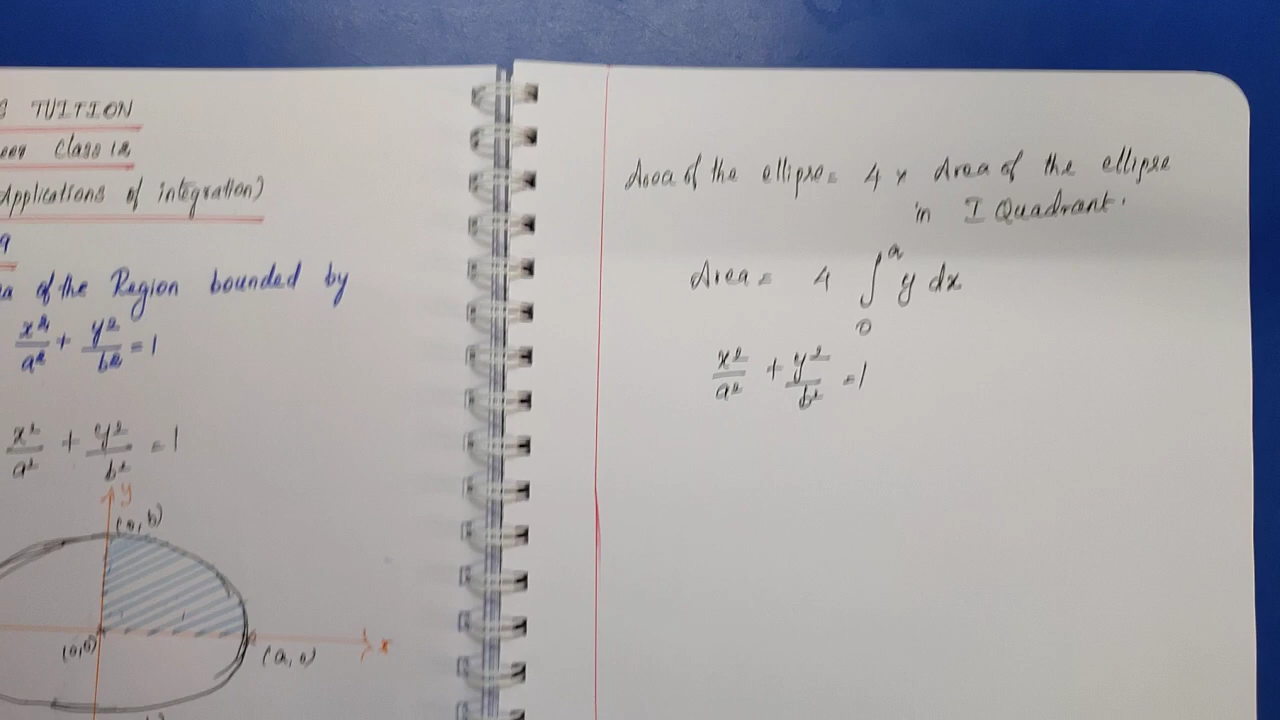 TUITION
Class 12
Applications of integration)
9
of the Region bounded by
x²/a² + y²/b² = 1
x²/a² + y²/b² = 1
y
(0,b)
(0,0)
(a,0)
x
Area of the ellipse = 4 × Area of the ellipse
in I Quadrant.
Area = 4 ∫₀ᵃ y dx
x²/a² + y²/b² = 1